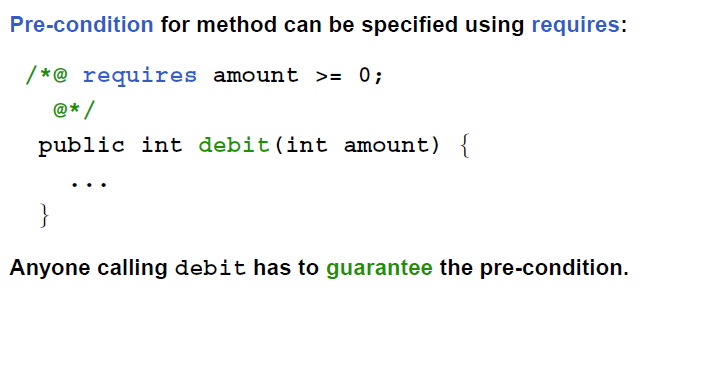 Pre-condition for method can be specified using requires:
/*@ requires amount >= 0;
@*/
public int debit(int amount) {
...
}
Anyone calling debit has to guarantee the pre-condition.